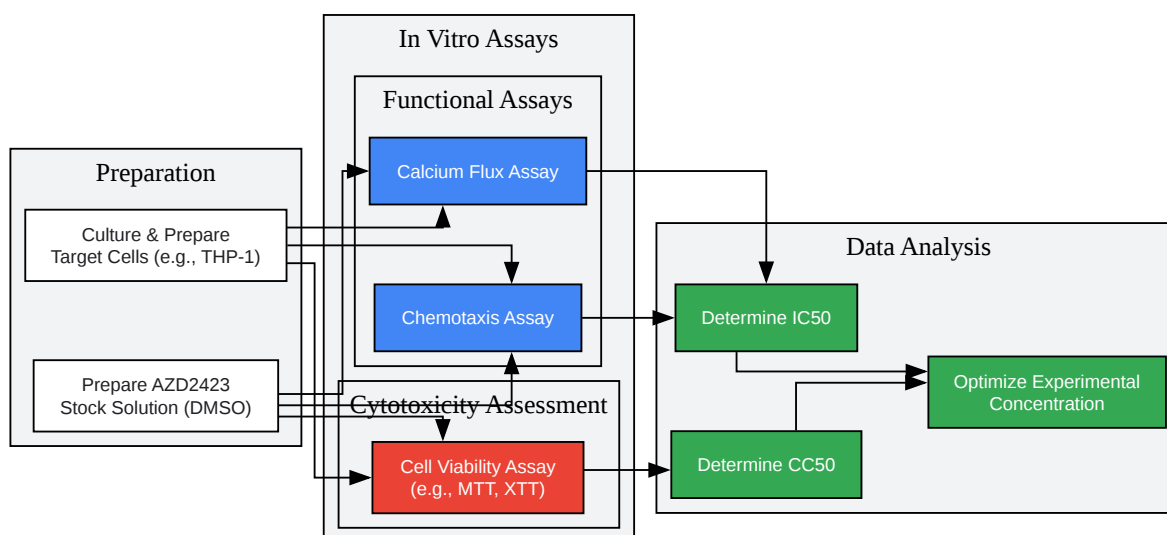 In Vitro Assays
Functional Assays
Calcium Flux Assay
Preparation
Culture & Prepare
Target Cells (e.g., THP-1)
Data Analysis
Chemotaxis Assay
Determine IC50
Prepare AZD2423
Stock Solution (DMSO)
Optimize Experimental
Concentration
Cytotoxicity Assessment
Cell Viability Assay
(e.g., MTT, XTT)
Determine CC50